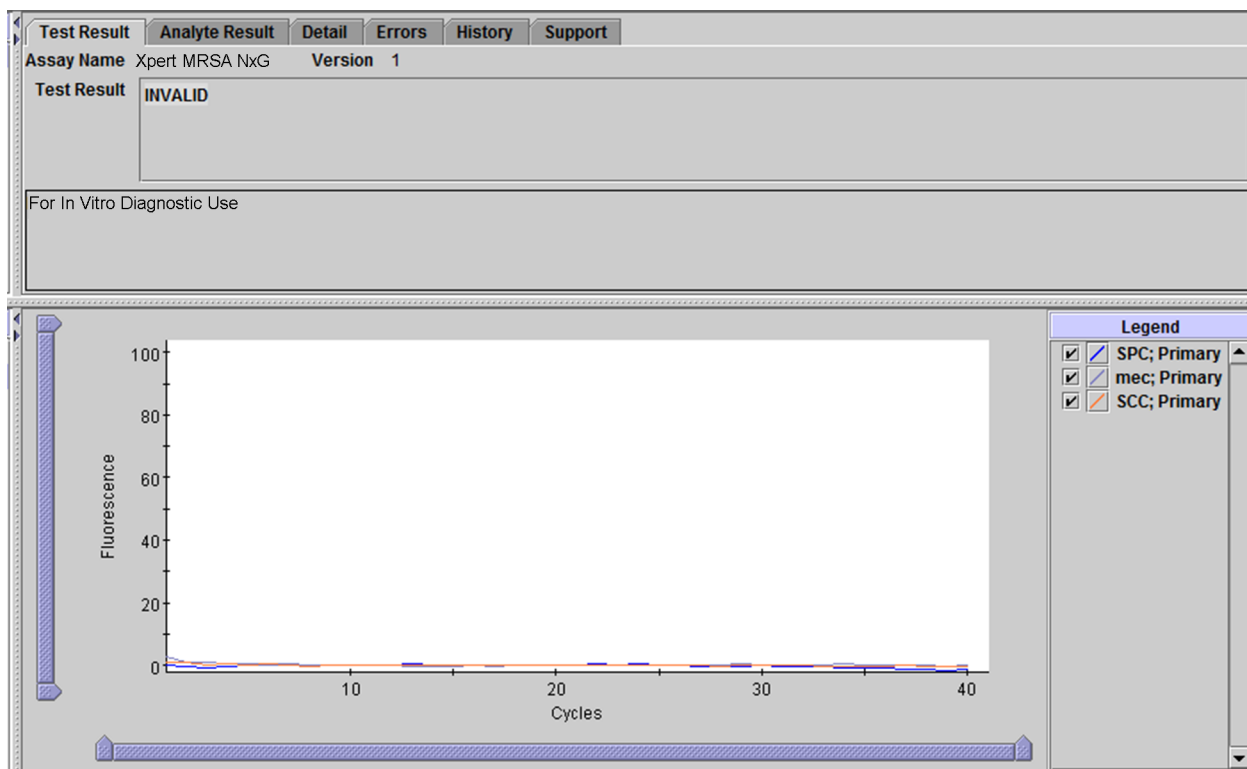 Test Result Analyte Result Detail Errors History Support
Assay Name Xpert MRSA NxG Version 1
Test Result INVALID
For In Vitro Diagnostic Use
Legend
SPC; Primary
mec; Primary
SCC; Primary
100
80
60
40
20
0
Fluorescence
10 20 30 40
Cycles